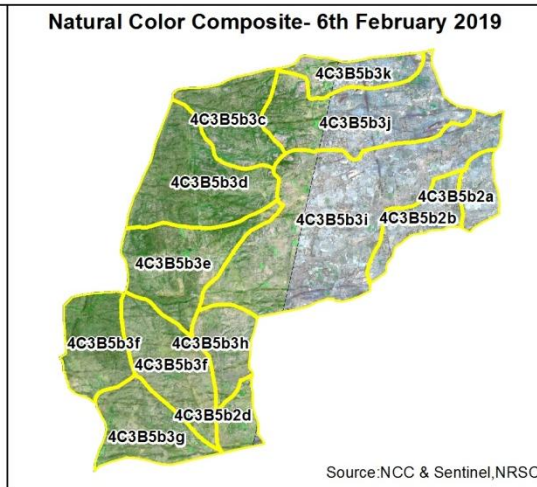 Natural Color Composite- 6th February 2019
4C3B5b3k
4C3B5b3c
4C3B5b3j
4C3B5b3d
4C3B5b2a
4C3B5b3i
4C3B5b2b
4C3B5b3e
4C3B5b3f
4C3B5b3h
4C3B5b3f
4C3B5b2d
4C3B5b3g
Source:NCC & Sentinel,NRSC